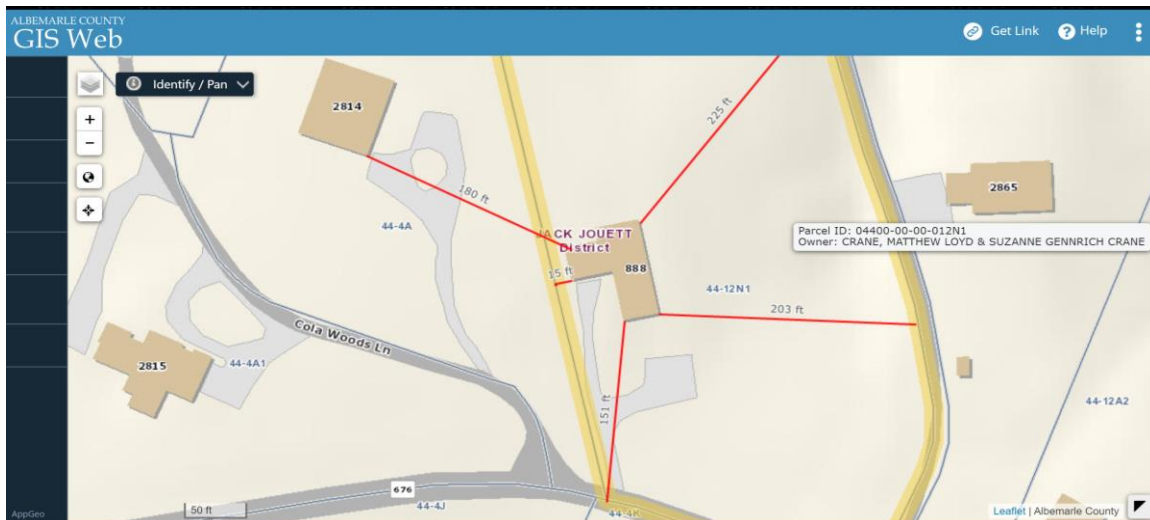 ALBEMARLE COUNTY
GIS Web
Get Link
Help
Identify / Pan
+
−
2814
225 ft
180 ft
2865
44-4A
JACK JOUETT
District
Parcel ID: 04400-00-00-012N1
Owner: CRANE, MATTHEW LOYD & SUZANNE GENNRICH CRANE
15 ft
888
44-12N1
203 ft
Cola Woods Ln
2815
44-4A1
151 ft
44-12A2
676
44-4J
44-4K
50 ft
AppGeo
Leaflet | Albemarle County